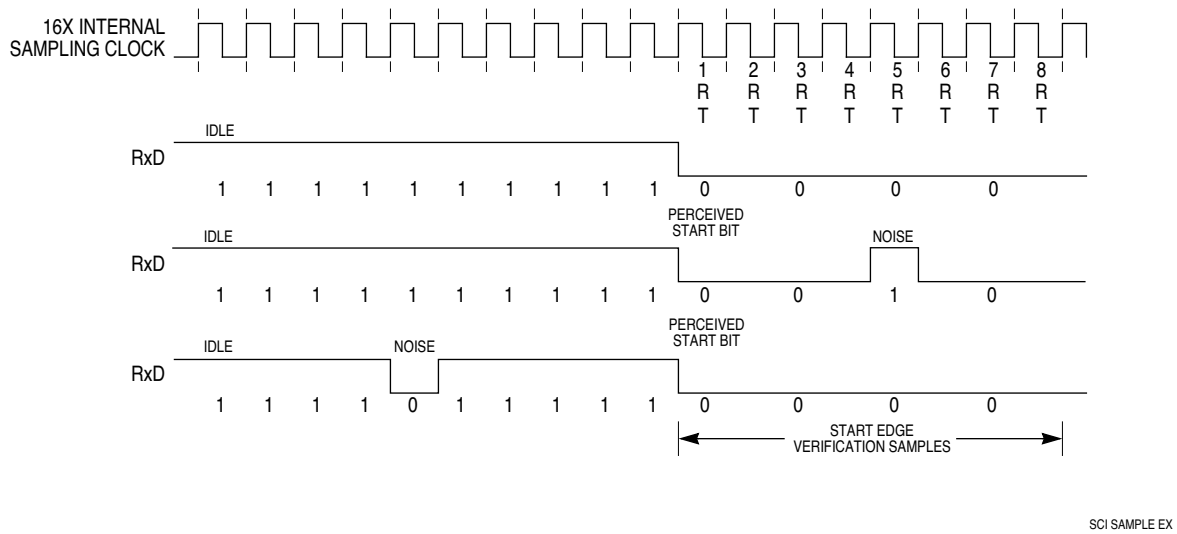 16X INTERNAL
SAMPLING CLOCK
1 2 3 4 5 6 7 8
R R R R R R R R
T T T T T T T T
IDLE
RxD
1 1 1 1 1 1 1 1 1 1 0 0 0 0
PERCEIVED
START BIT
IDLE
NOISE
RxD
1 1 1 1 1 1 1 1 1 1 0 0 1 0
PERCEIVED
START BIT
IDLE
NOISE
RxD
1 1 1 1 0 1 1 1 1 1 0 0 0 0
START EDGE
VERIFICATION SAMPLES
SCI SAMPLE EX